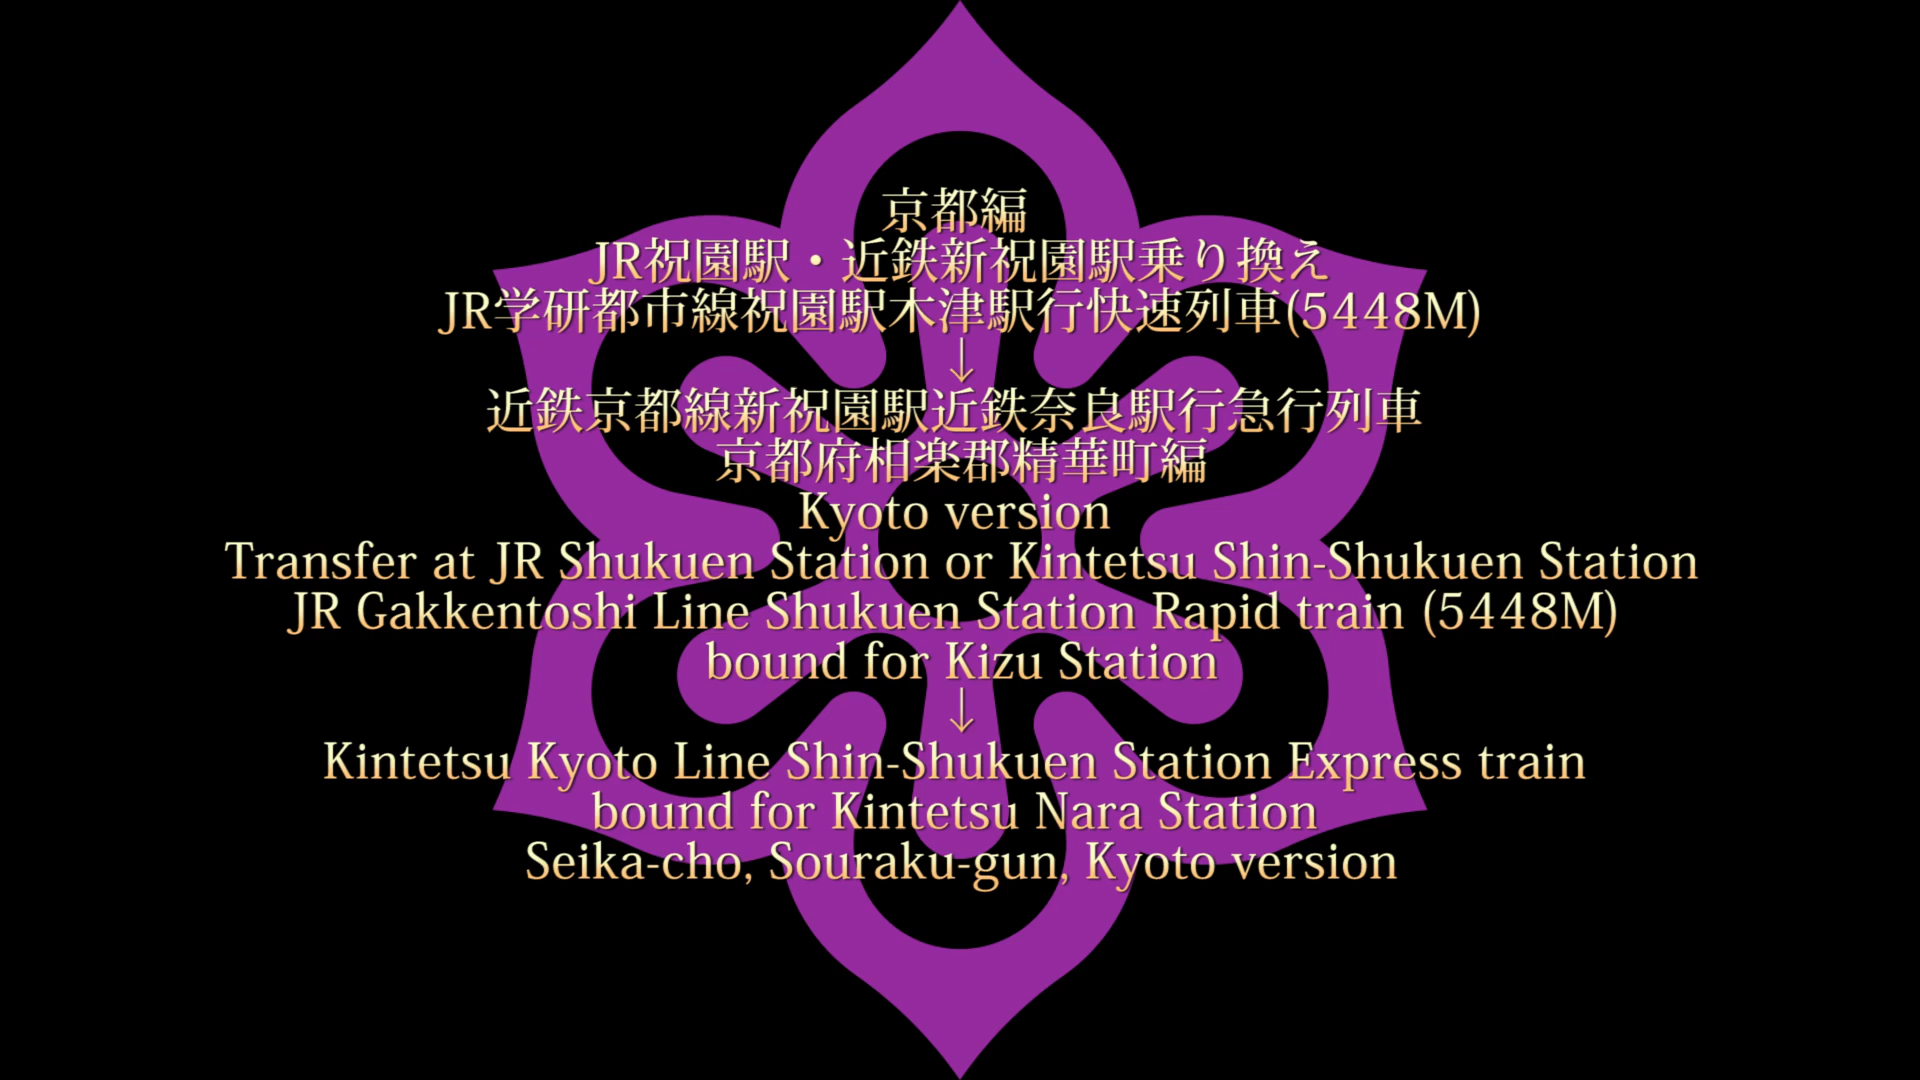 京都編
JR祝園駅・近鉄新祝園駅乗り換え
JR学研都市線祝園駅木津駅行快速列車(5448M)
↓
近鉄京都線新祝園駅近鉄奈良駅行急行列車
京都府相楽郡精華町編
Kyoto version
Transfer at JR Shukuen Station or Kintetsu Shin-Shukuen Station
JR Gakkentoshi Line Shukuen Station Rapid train (5448M)
bound for Kizu Station
↓
Kintetsu Kyoto Line Shin-Shukuen Station Express train
bound for Kintetsu Nara Station
Seika-cho, Souraku-gun, Kyoto version